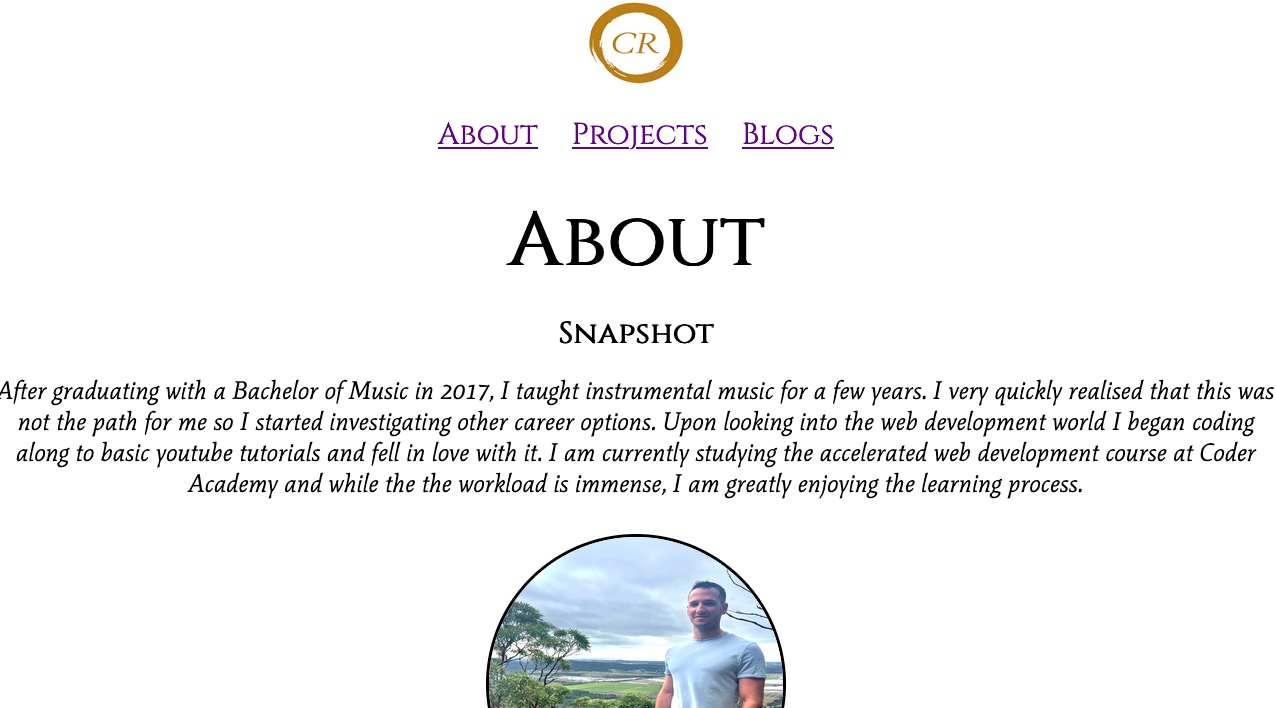 CR
About Projects Blogs
About
Snapshot
After graduating with a Bachelor of Music in 2017, I taught instrumental music for a few years. I very quickly realised that this was
not the path for me so I started investigating other career options. Upon looking into the web development world I began coding
along to basic youtube tutorials and fell in love with it. I am currently studying the accelerated web development course at Coder
Academy and while the the workload is immense, I am greatly enjoying the learning process.